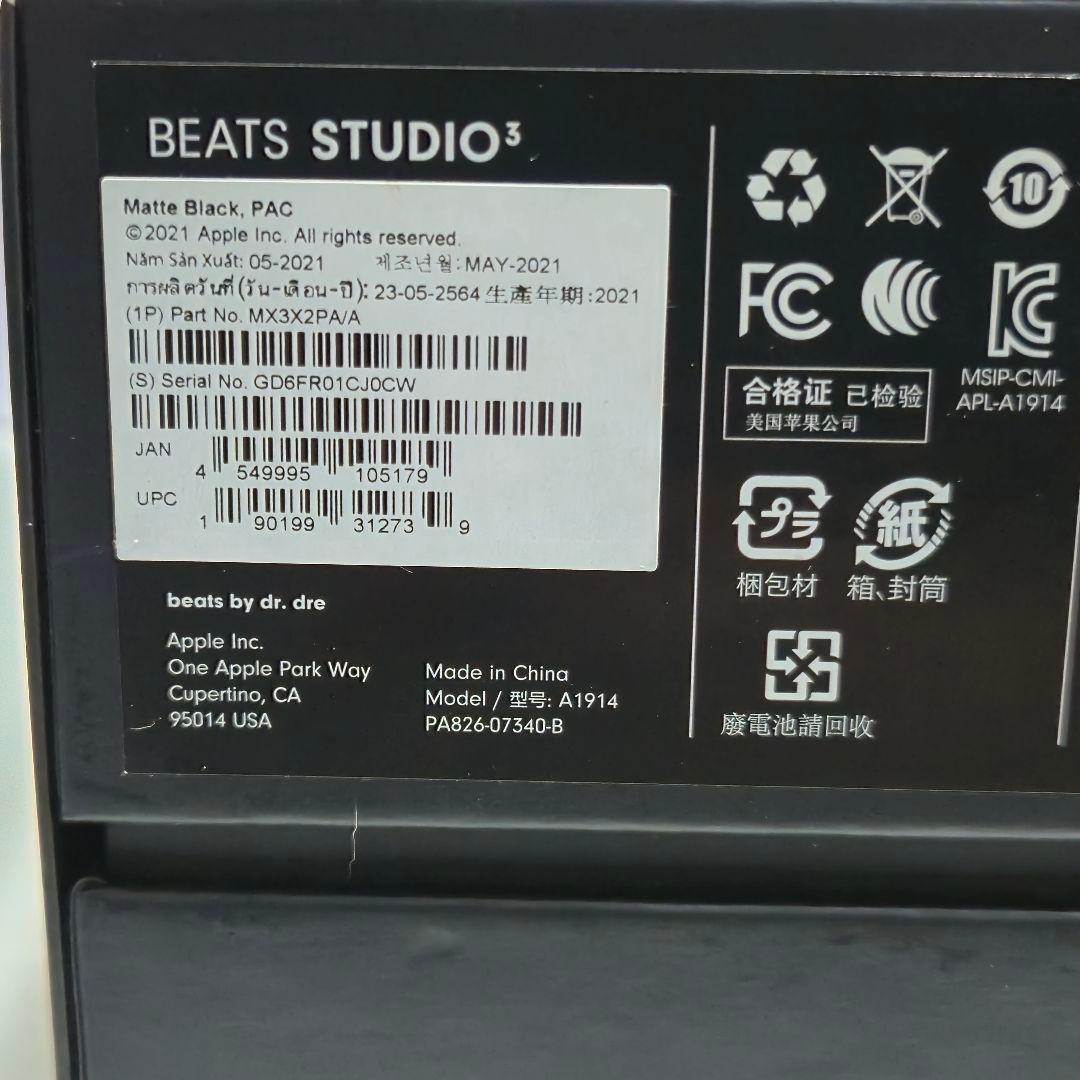 BEATS STUDIO³
Matte Black, PAC
©2021 Apple Inc. All rights reserved.
Năm Sản Xuất: 05-2021 제조년월:MAY-2021
การผลิตวันที่(วัน-เดือน-ปี): 23-05-2564 生產年期:2021
(1P) Part No. MX3X2PA/A
(S) Serial No. GD6FR01CJ0CW
JAN
4 549995 105179
UPC
1 90199 31273 9
beats by dr. dre
Apple Inc.
One Apple Park Way
Cupertino, CA
95014 USA
Made in China
Model / 型号: A1914
PA826-07340-B
10
FC
MSIP-CMI-
APL-A1914
合格证 已检验
美国苹果公司
プラ
梱包材
紙
箱、封筒
廢電池請回收